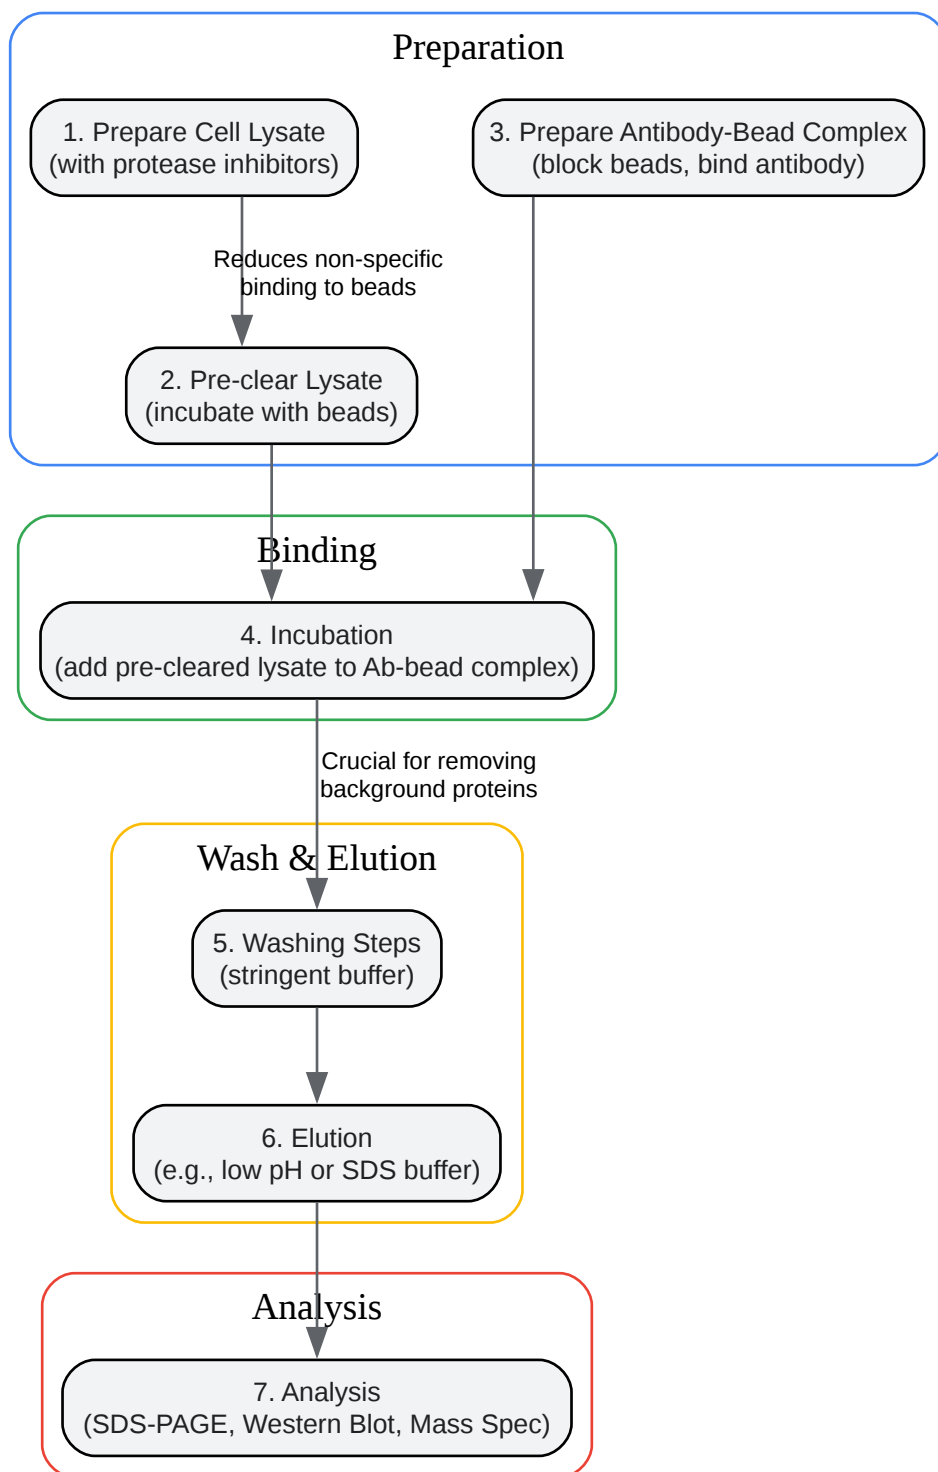 Preparation
1. Prepare Cell Lysate
(with protease inhibitors)
3. Prepare Antibody-Bead Complex
(block beads, bind antibody)
Reduces non-specific
binding to beads
2. Pre-clear Lysate
(incubate with beads)
Binding
4. Incubation
(add pre-cleared lysate to Ab-bead complex)
Crucial for removing
background proteins
Wash & Elution
5. Washing Steps
(stringent buffer)
6. Elution
(e.g., low pH or SDS buffer)
Analysis
7. Analysis
(SDS-PAGE, Western Blot, Mass Spec)